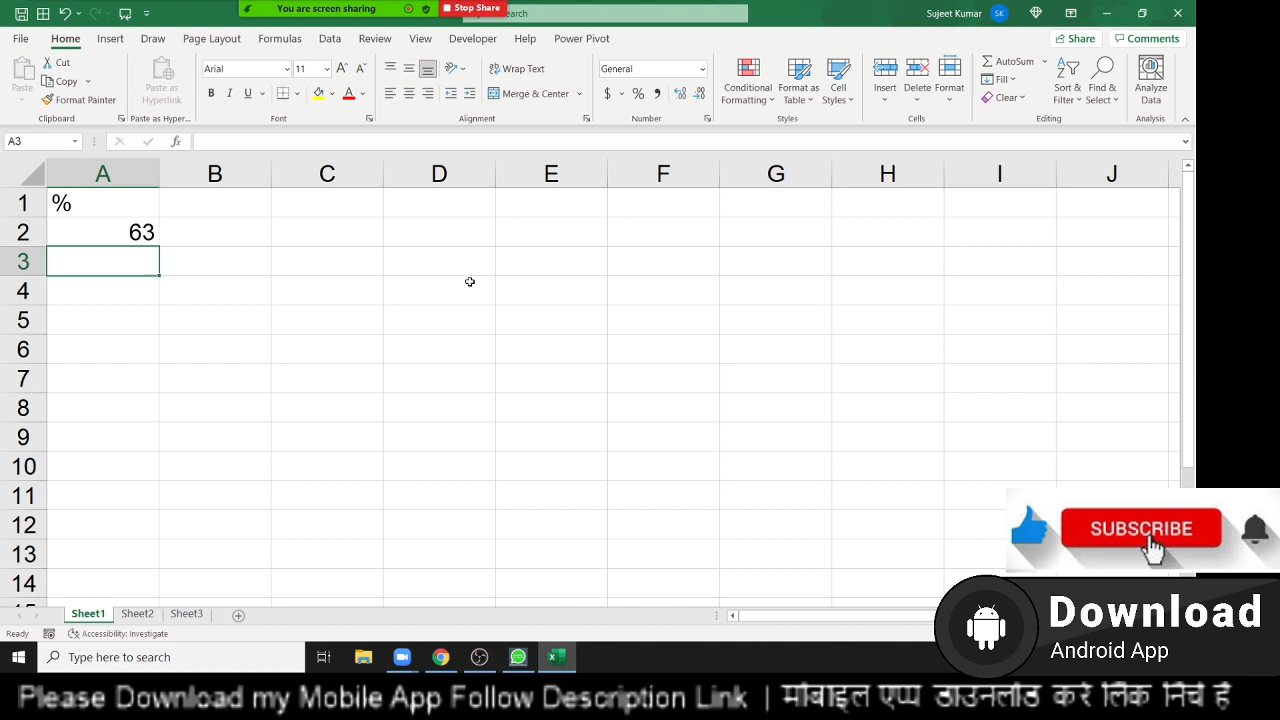 You are screen sharing
Stop Share
Search
Sujeet Kumar
SK
File Home Insert Draw Page Layout Formulas Data Review View Developer Help Power Pivot
Share
Comments
Paste
Cut
Copy
Format Painter
Clipboard
Paste as Hyperlink
Paste as Hyper...
Arial
11
B I U
Font
Wrap Text
Merge & Center
Alignment
General
$ % ,
Number
Conditional Formatting
Format as Table
Cell Styles
Styles
Insert
Delete
Format
Cells
AutoSum
Fill
Clear
Sort & Filter
Find & Select
Editing
Analyze Data
Analysis
A3
fx
A B C D E F G H I J
1 %
2 63
3
4
5
6
7
8
9
10
11
12
13
14
15
SUBSCRIBE
Download
Android App
Sheet1
Sheet2
Sheet3
Ready
Accessibility: Investigate
Type here to search
Please Download my Mobile App Follow Description Link | मोबाइल एप्प डाउनलोड करे लिंक निचे है